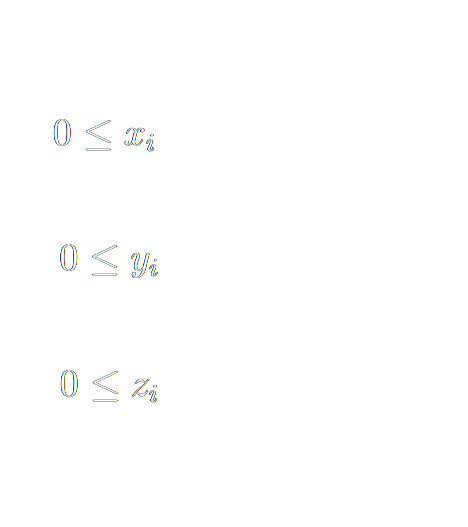 0 ≤ x_i
0 ≤ y_i
0 ≤ z_i